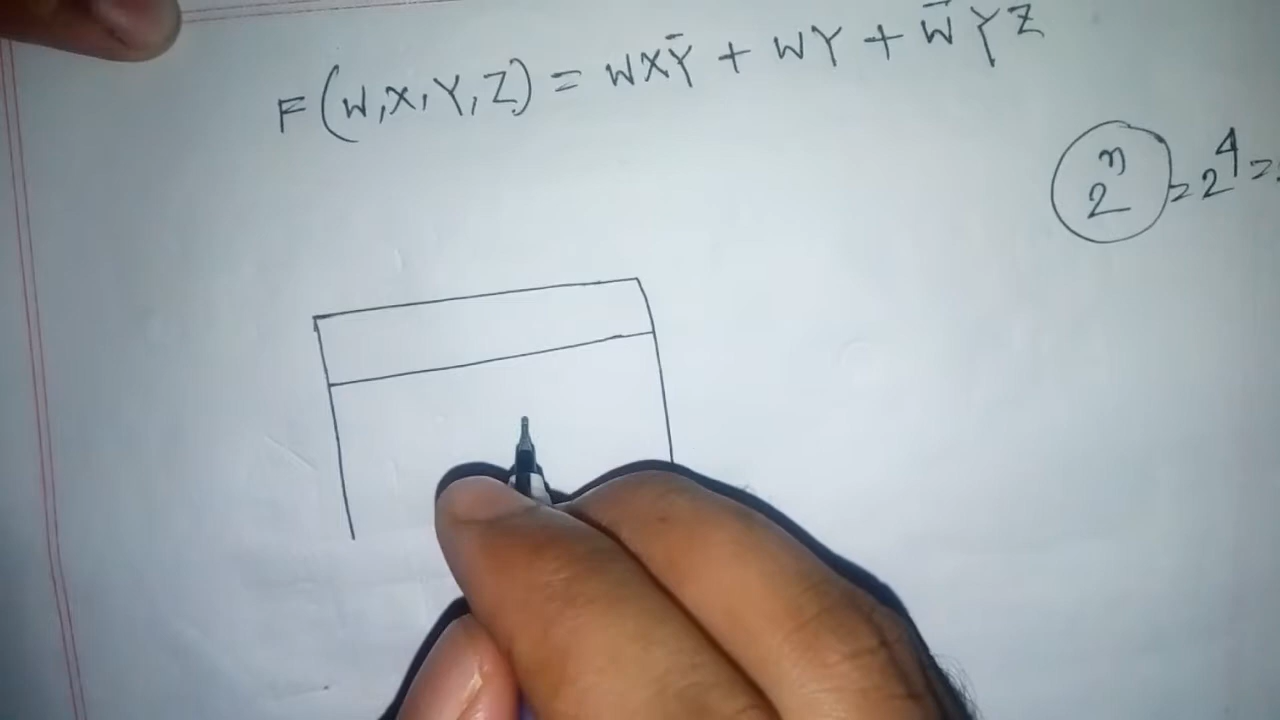 F(W,X,Y,Z) = WXȲ + WY + W̄YZ
2ⁿ = 2⁴ =